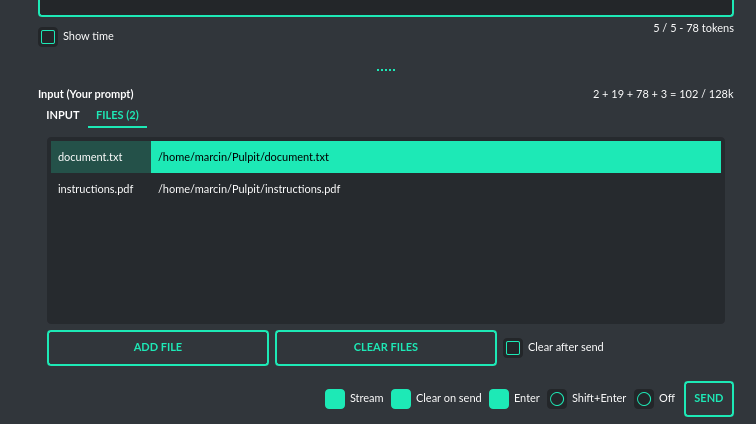 5 / 5 - 78 tokens
Show time
Input (Your prompt)
2 + 19 + 78 + 3 = 102 / 128k
INPUT
FILES (2)
document.txt /home/marcin/Pulpit/document.txt
instructions.pdf /home/marcin/Pulpit/instructions.pdf
ADD FILE
CLEAR FILES
Clear after send
Stream
Clear on send
Enter
Shift+Enter
Off
SEND